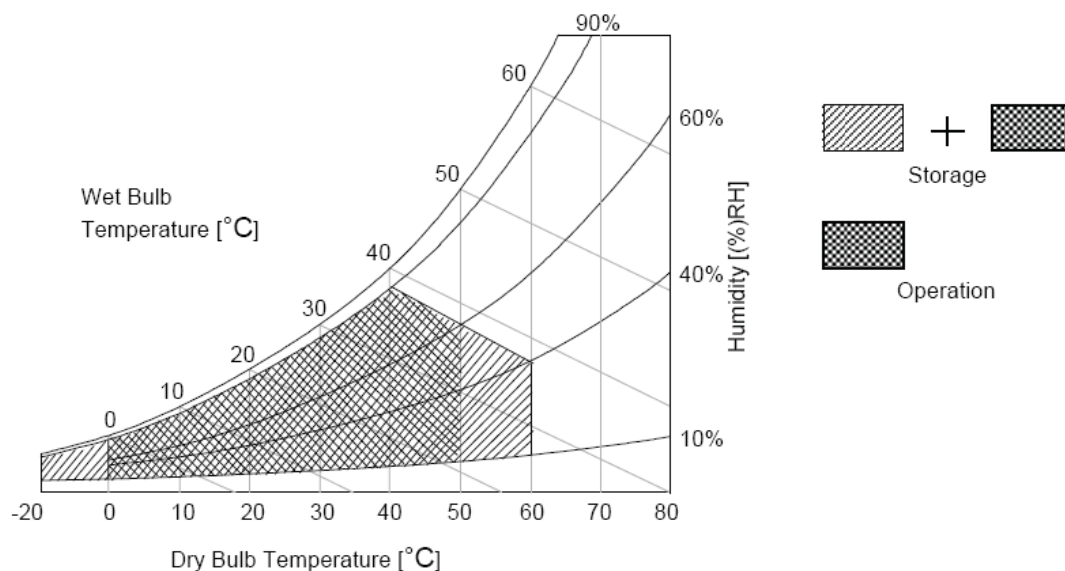 90%
60
60%
50
Storage
Wet Bulb
Temperature [°C]
40
40%
Humidity [(%)RH]
Operation
30
20
10
0
10%
-20 0 10 20 30 40 50 60 70 80
Dry Bulb Temperature [°C]